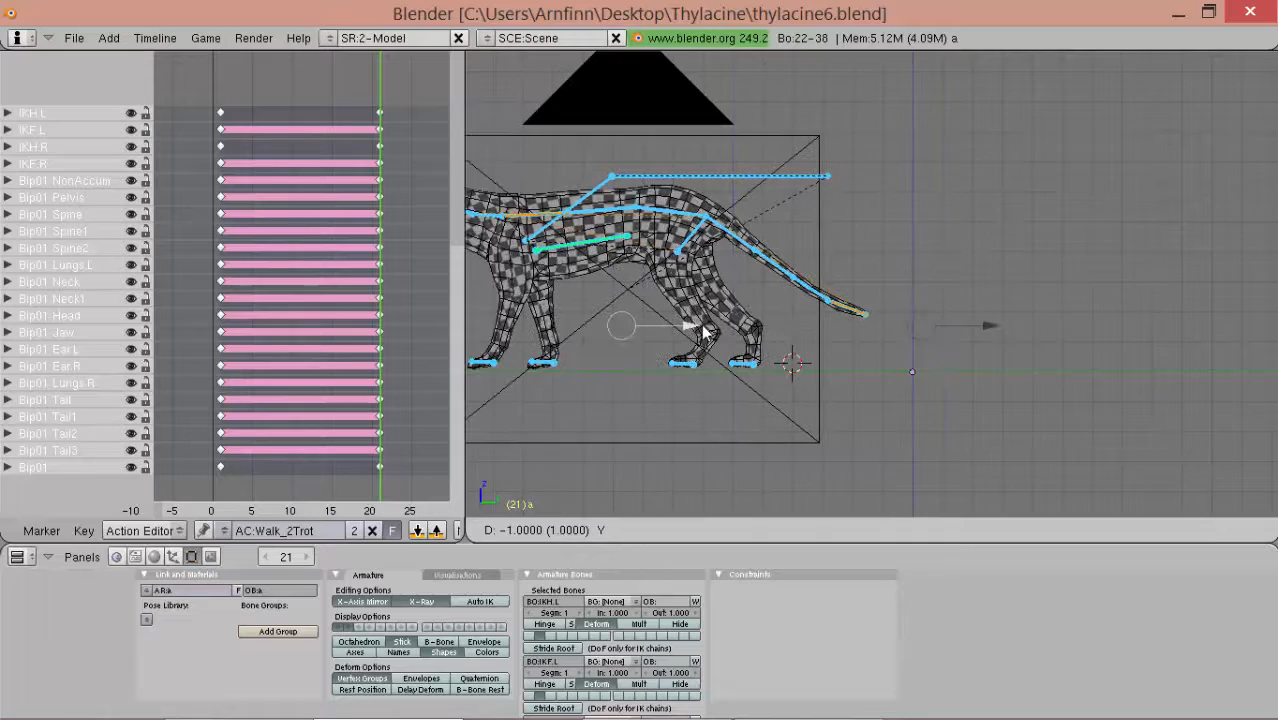 Blender [C:\Users\Arnfinn\Desktop\Thylacine\thylacine6.blend]
File Add Timeline Game Render Help SR:2-Model SCE:Scene www.blender.org 249.2 Bo:22-38 | Mem:5.12M (4.09M) a
IKH.L
IKF.L
IKH.R
IKF.R
Bip01 NonAccum
Bip01 Pelvis
Bip01 Spine
Bip01 Spine1
Bip01 Spine2
Bip01 Lungs L
Bip01 Neck
Bip01 Neck1
Bip01 Head
Bip01 Jaw
Bip01 Ear L
Bip01 Ear R
Bip01 Lungs R
Bip01 Tail
Bip01 Tail1
Bip01 Tail2
Bip01 Tail3
Bip01
-10 -5 0 5 10 15 20 25
z
(21) a
Marker Key Action Editor AC:Walk_2Trot 2 F
D: -1.0000 (1.0000) Y
Panels 21
Link and Materials
AR:a F OB:a
Pose Library: Bone Groups:
Add Group
Armature Visualisations
Editing Options
X-Axis Mirror X-Ray Auto IK
Display Options
Octahedron Stick B-Bone Envelope
Axes Names Shapes Colors
Deform Options
Vertex Groups Envelopes Quaternion
Rest Position Delay Deform B-Bone Rest
Armature Bones
Selected Bones
BO:IKH.L BG: [None] OB: W
Segm: 1 In: 1.000 Out: 1.000
Hinge S Deform Mult Hide
Stride Root (DoF only for IK chains)
BO:IKF.L BG: [None] OB: W
Segm: 1 In: 1.000 Out: 1.000
Hinge S Deform Mult Hide
Stride Root (DoF only for IK chains)
Constraints